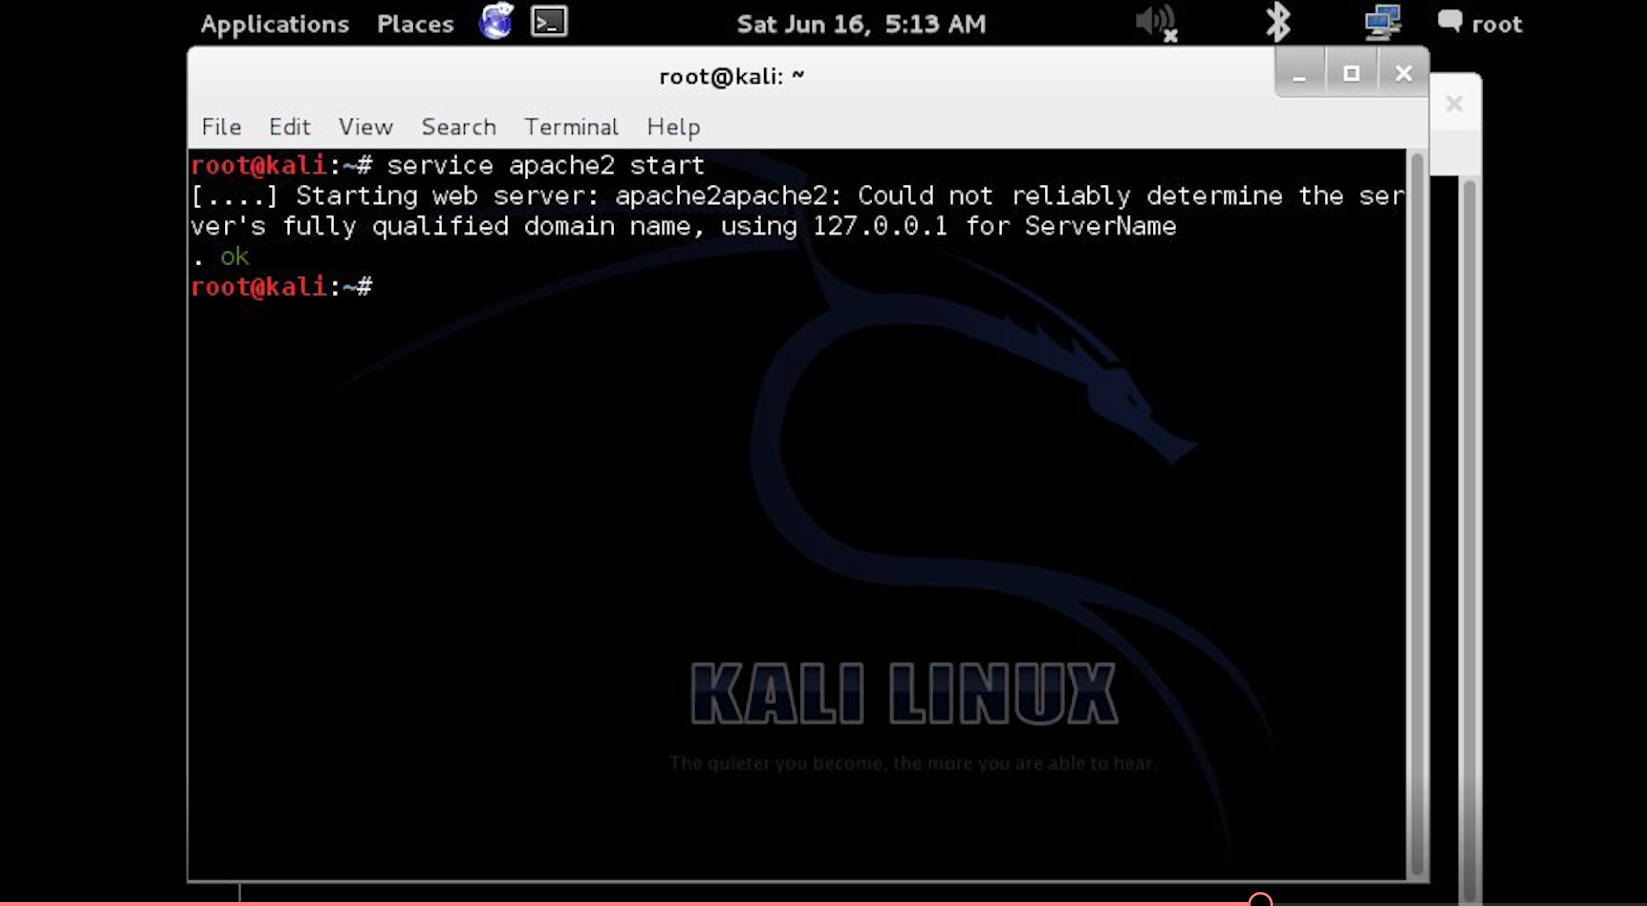 Applications Places Sat Jun 16, 5:13 AM root
root@kali: ~
File Edit View Search Terminal Help
root@kali:~# service apache2 start
[....] Starting web server: apache2apache2: Could not reliably determine the ser
ver's fully qualified domain name, using 127.0.0.1 for ServerName
. ok
root@kali:~#
KALI LINUX
The quieter you become, the more you are able to hear.